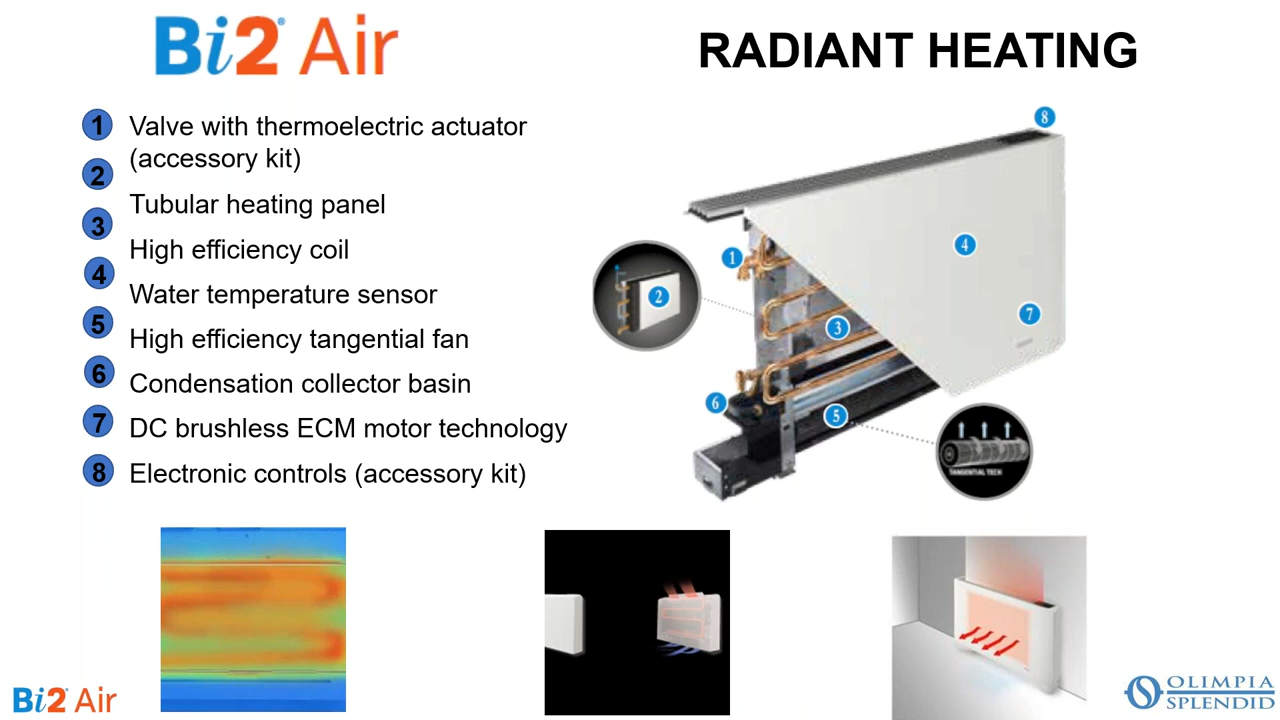 Bi2® Air
RADIANT HEATING
1 Valve with thermoelectric actuator
(accessory kit)
2 Tubular heating panel
3 High efficiency coil
4 Water temperature sensor
5 High efficiency tangential fan
6 Condensation collector basin
7 DC brushless ECM motor technology
8 Electronic controls (accessory kit)
8
4
1
2
7
3
6
5
TANGENTIAL TECH
Bi2® Air
OLIMPIA
SPLENDID